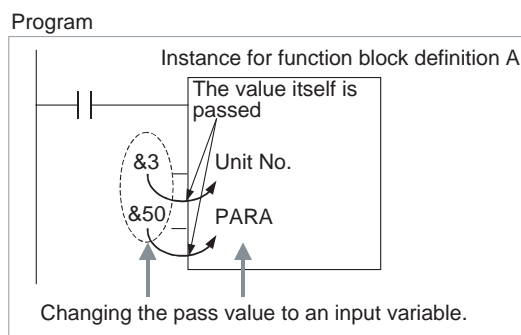 Program
Instance for function block definition A
The value itself is
passed
&3
Unit No.
&50
PARA
Changing the pass value to an input variable.